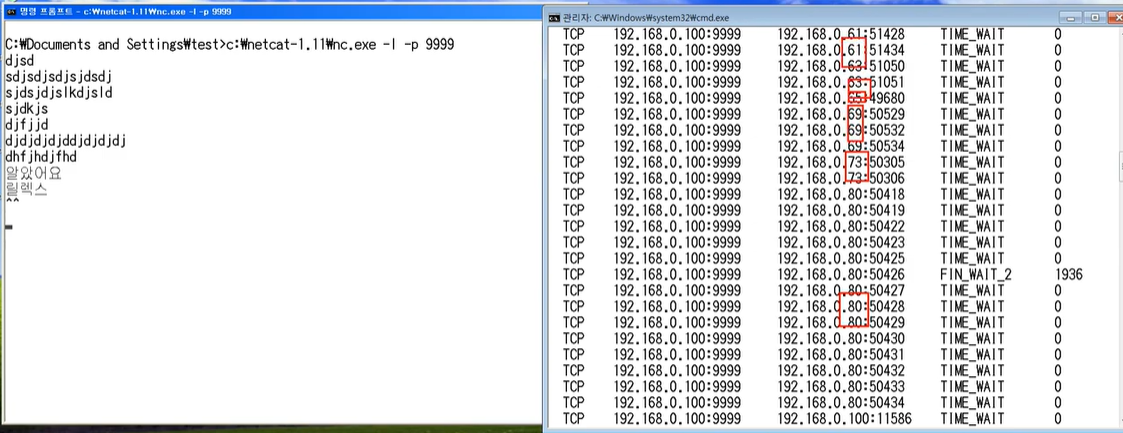 명령 프롬프트 - c:\netcat-1.11\nc.exe -l -p 9999
C:\Documents and Settings\test>c:\netcat-1.11\nc.exe -l -p 9999
djsd
sdjsdjsdjsjdsdj
sjdsjdjslkdjsld
sjdkjs
djfjjd
djdjdjdjddjdjdjdj
dhfjhdjfhd
알았어요
릴렉스
^^
관리자: C:\Windows\system32\cmd.exe
TCP 192.168.0.100:9999 192.168.0.61:51428 TIME_WAIT 0
TCP 192.168.0.100:9999 192.168.0.61:51434 TIME_WAIT 0
TCP 192.168.0.100:9999 192.168.0.63:51050 TIME_WAIT 0
TCP 192.168.0.100:9999 192.168.0.63:51051 TIME_WAIT 0
TCP 192.168.0.100:9999 192.168.0.65:49680 TIME_WAIT 0
TCP 192.168.0.100:9999 192.168.0.69:50529 TIME_WAIT 0
TCP 192.168.0.100:9999 192.168.0.69:50532 TIME_WAIT 0
TCP 192.168.0.100:9999 192.168.0.69:50534 TIME_WAIT 0
TCP 192.168.0.100:9999 192.168.0.73:50305 TIME_WAIT 0
TCP 192.168.0.100:9999 192.168.0.73:50306 TIME_WAIT 0
TCP 192.168.0.100:9999 192.168.0.80:50418 TIME_WAIT 0
TCP 192.168.0.100:9999 192.168.0.80:50419 TIME_WAIT 0
TCP 192.168.0.100:9999 192.168.0.80:50422 TIME_WAIT 0
TCP 192.168.0.100:9999 192.168.0.80:50423 TIME_WAIT 0
TCP 192.168.0.100:9999 192.168.0.80:50425 TIME_WAIT 0
TCP 192.168.0.100:9999 192.168.0.80:50426 FIN_WAIT_2 1936
TCP 192.168.0.100:9999 192.168.0.80:50427 TIME_WAIT 0
TCP 192.168.0.100:9999 192.168.0.80:50428 TIME_WAIT 0
TCP 192.168.0.100:9999 192.168.0.80:50429 TIME_WAIT 0
TCP 192.168.0.100:9999 192.168.0.80:50430 TIME_WAIT 0
TCP 192.168.0.100:9999 192.168.0.80:50431 TIME_WAIT 0
TCP 192.168.0.100:9999 192.168.0.80:50432 TIME_WAIT 0
TCP 192.168.0.100:9999 192.168.0.80:50433 TIME_WAIT 0
TCP 192.168.0.100:9999 192.168.0.80:50434 TIME_WAIT 0
TCP 192.168.0.100:9999 192.168.0.100:11586 TIME_WAIT 0